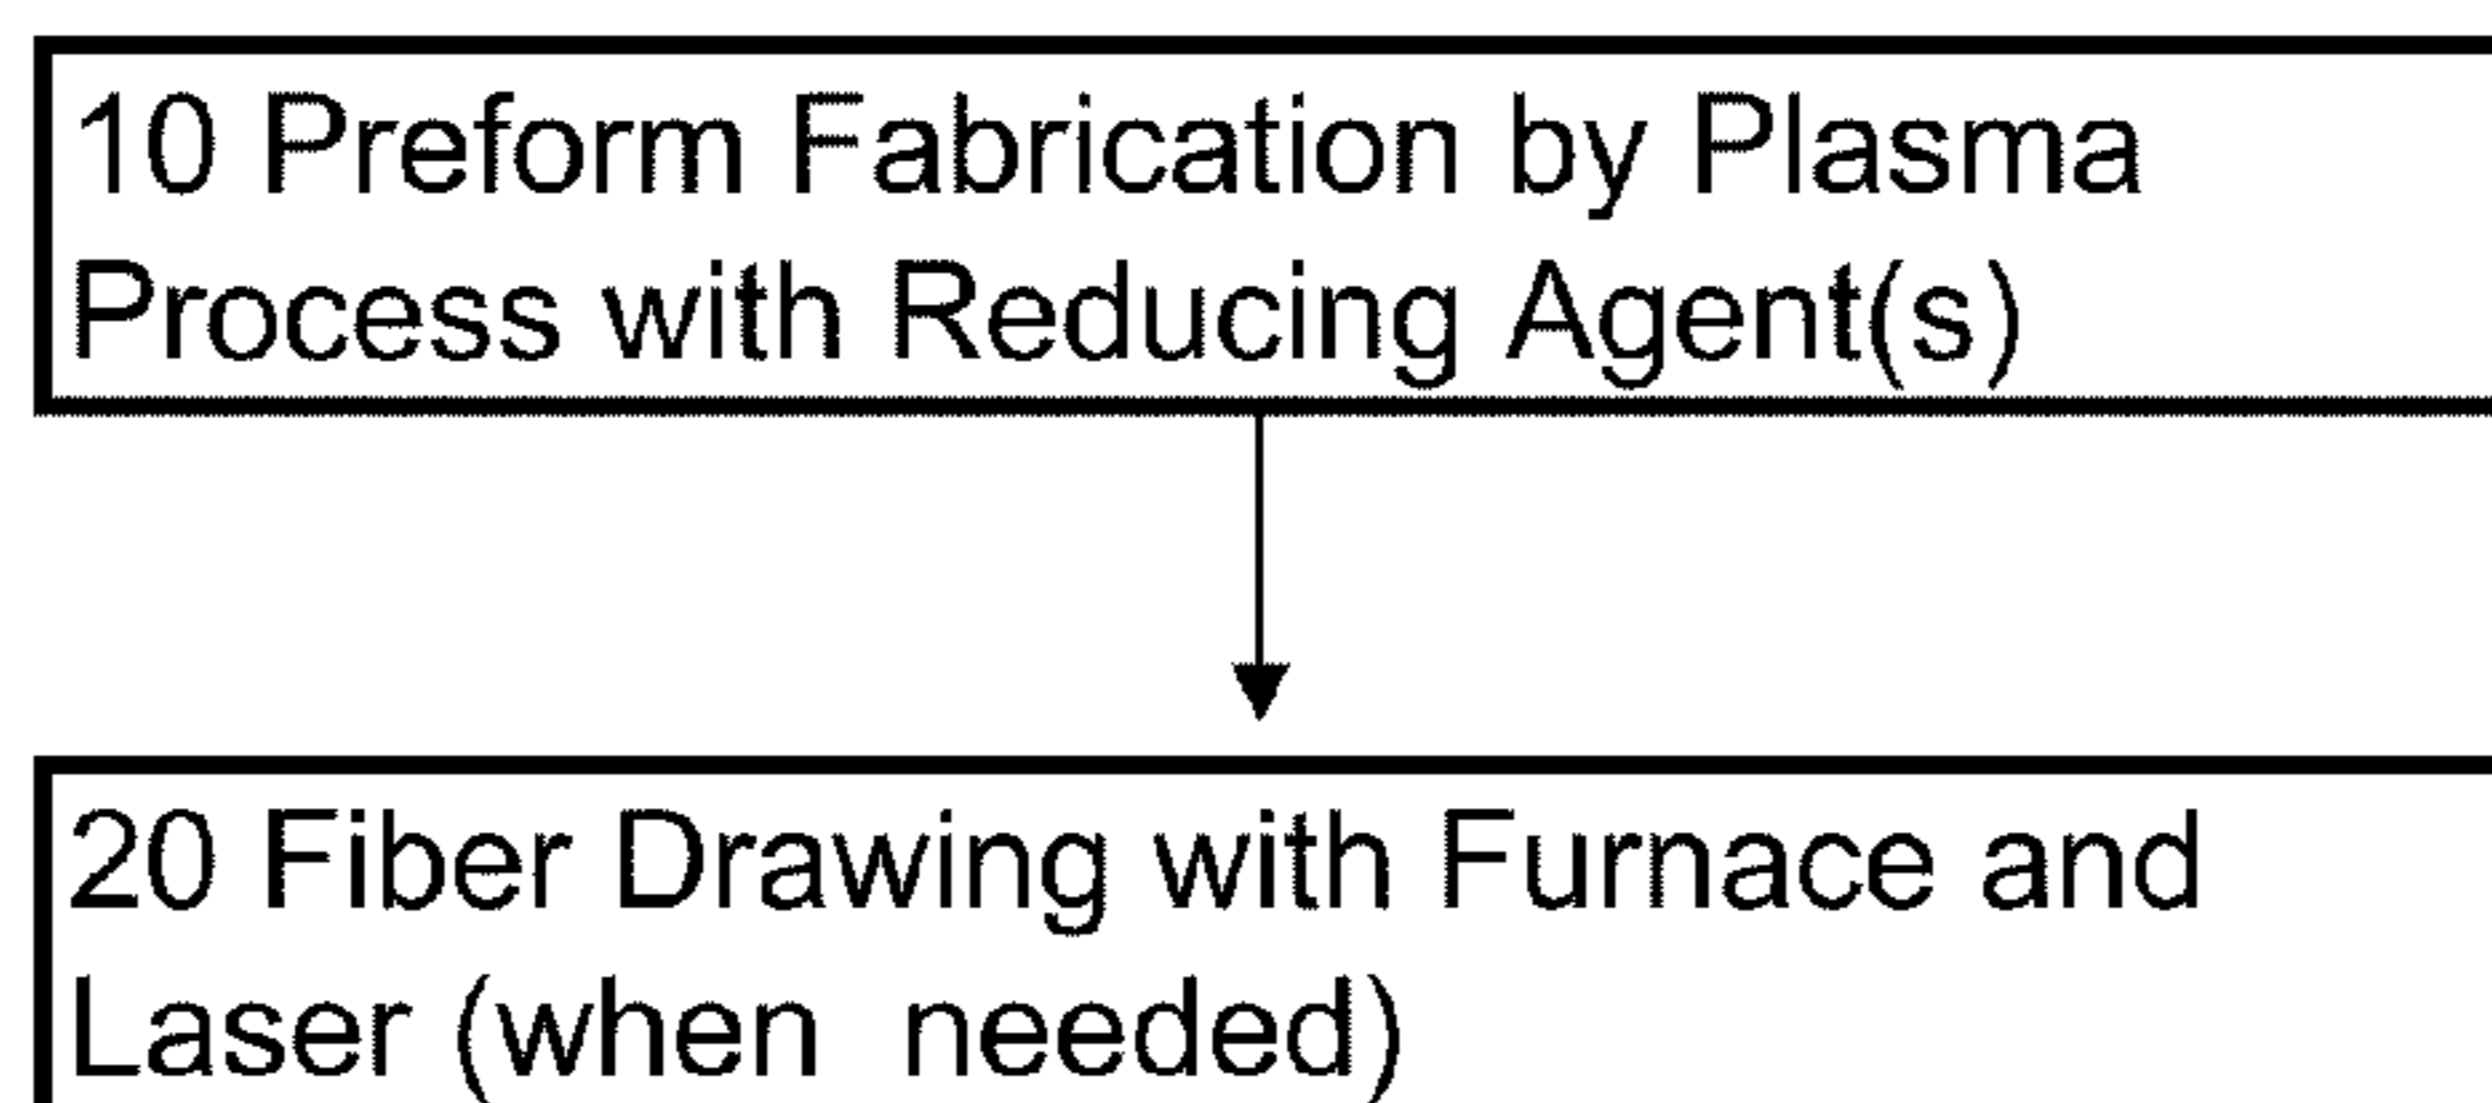 10 Preform Fabrication by Plasma
Process with Reducing Agent(s)
20 Fiber Drawing with Furnace and
Laser (when needed)